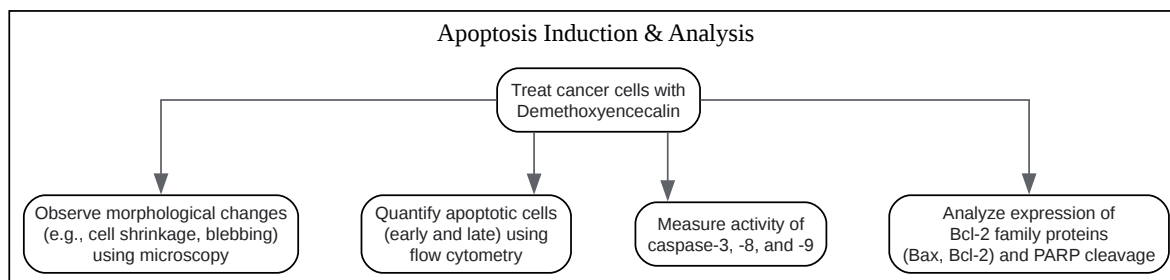 Apoptosis Induction & Analysis
Treat cancer cells with
Demethoxyencecalin
Observe morphological changes
(e.g., cell shrinkage, blebbing)
using microscopy
Quantify apoptotic cells
(early and late) using
flow cytometry
Measure activity of
caspase-3, -8, and -9
Analyze expression of
Bcl-2 family proteins
(Bax, Bcl-2) and PARP cleavage